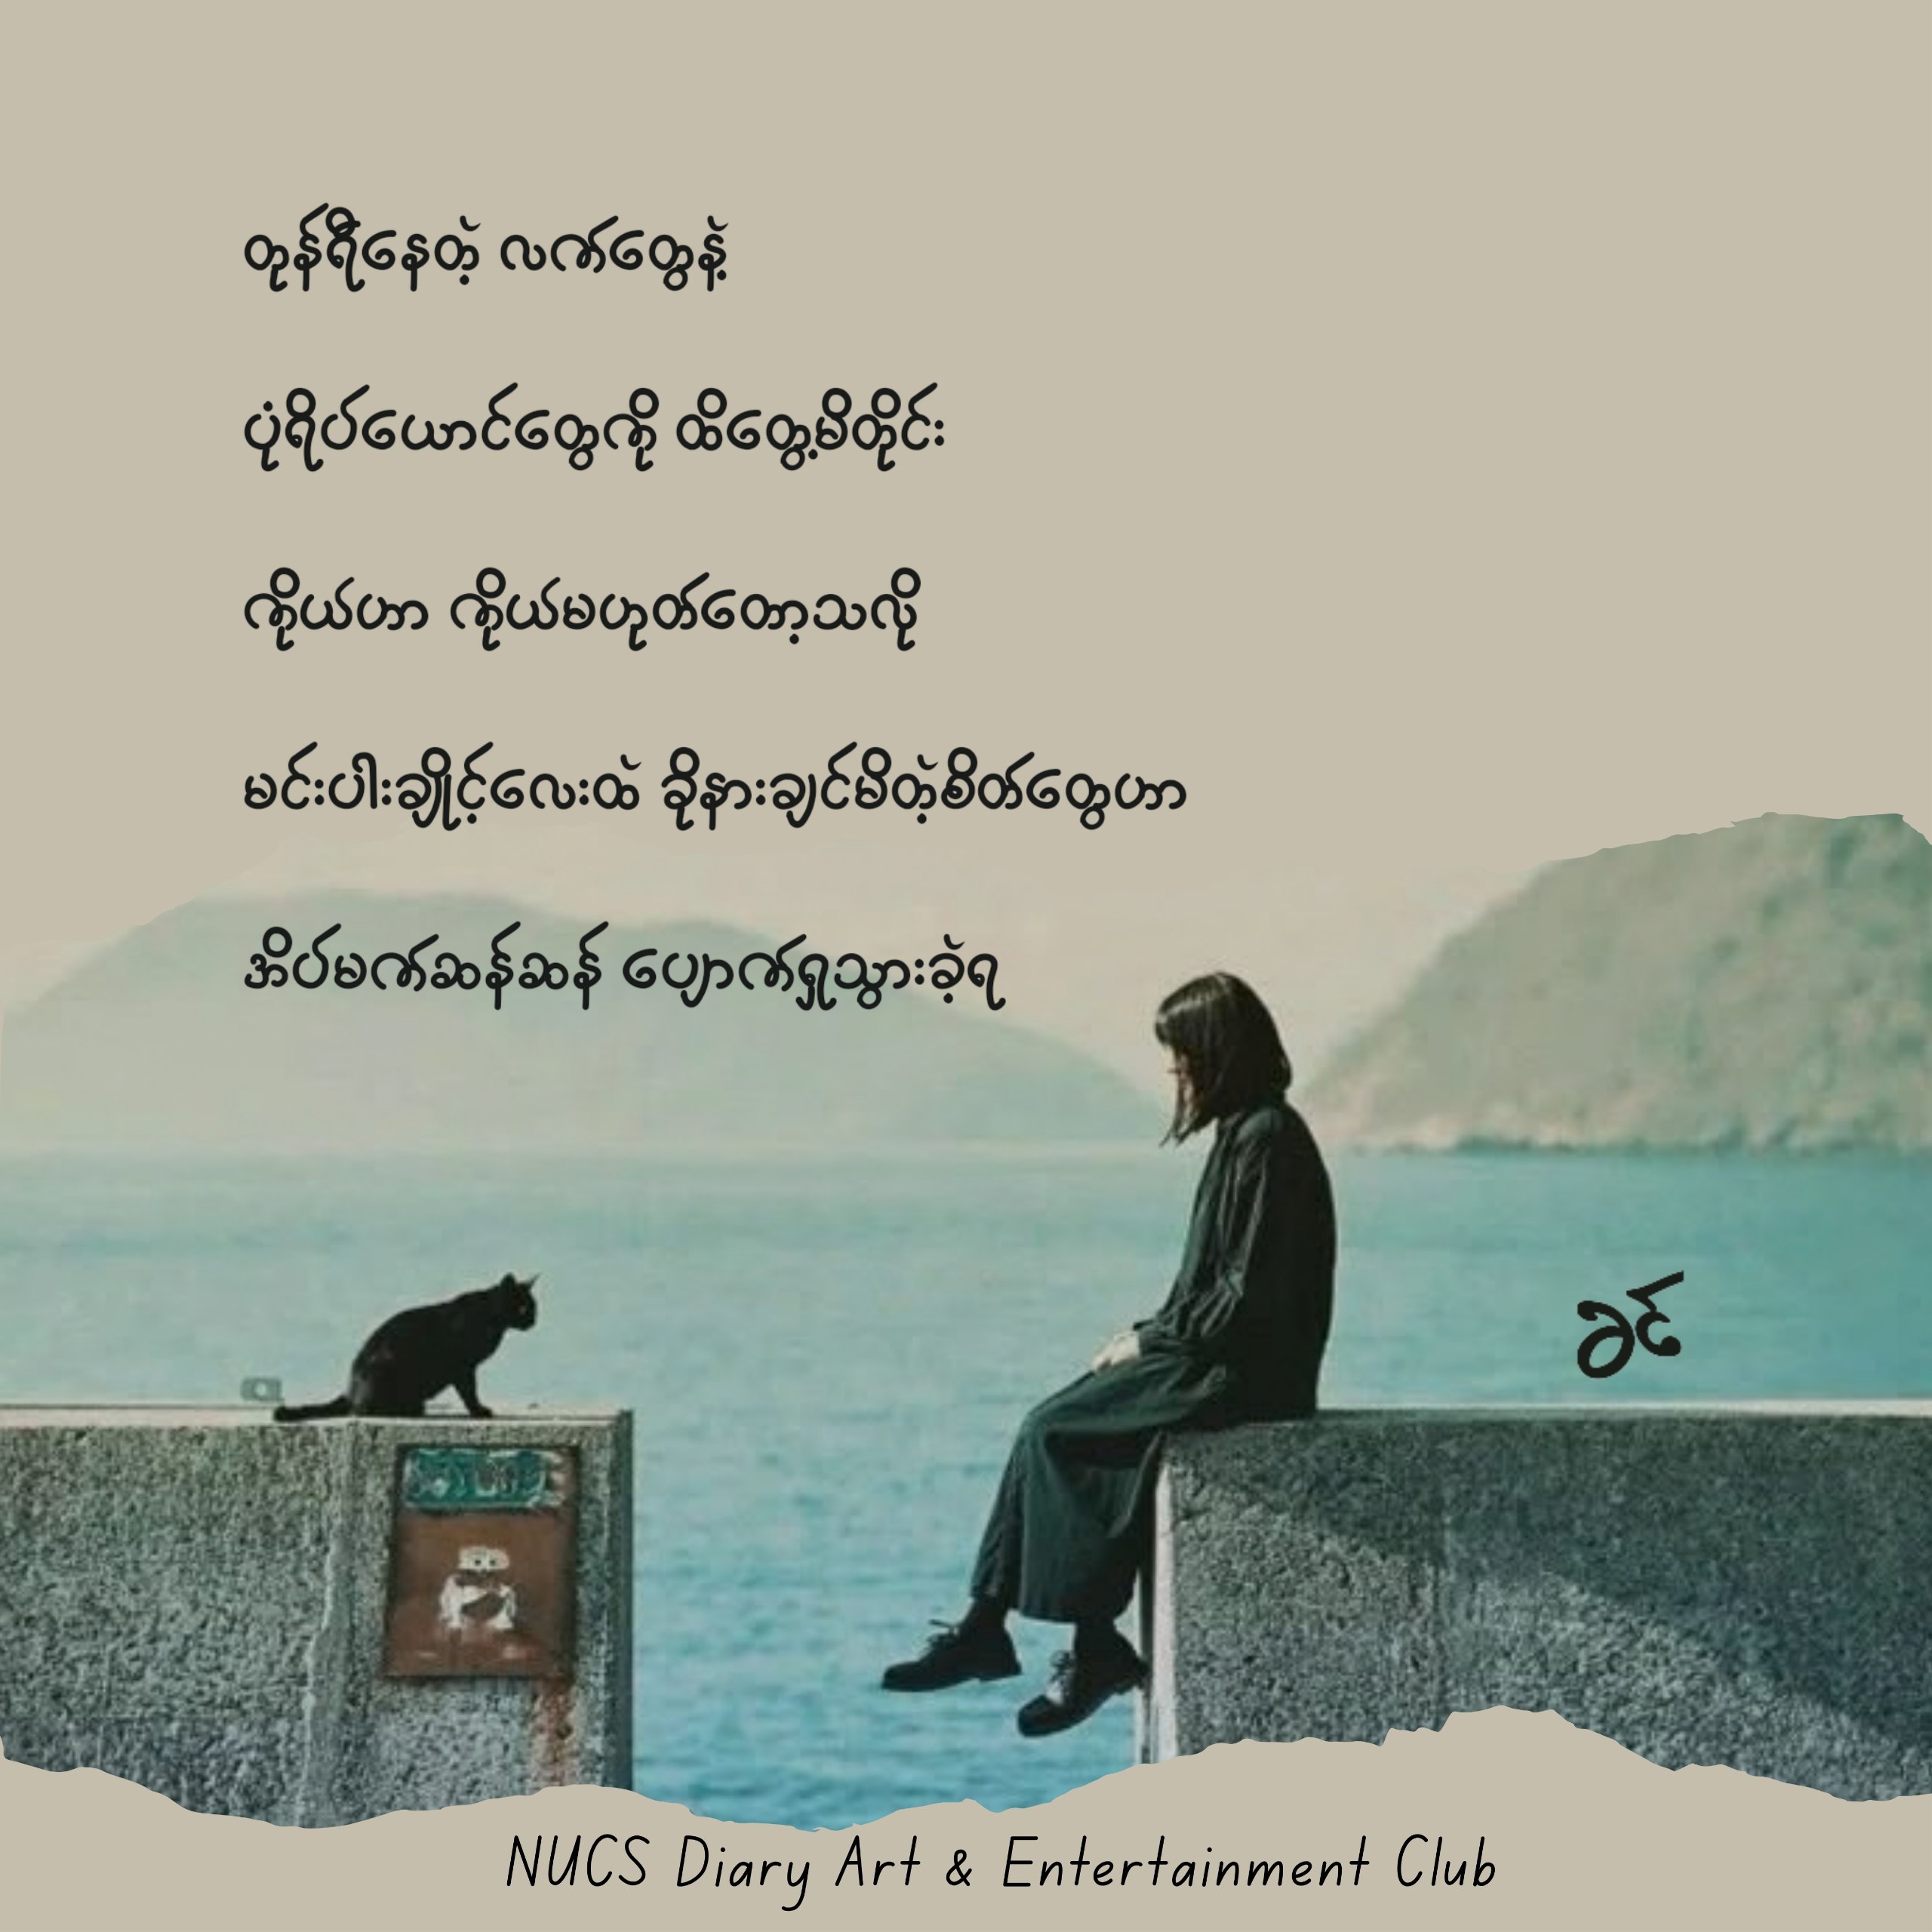 တုန်ရီနေတဲ့ လက်တွေနဲ့
ပုံရိပ်ယောင်တွေကို ထိတွေ့မိတိုင်း
ကိုယ်ဟာ ကိုယ်မဟုတ်တော့သလို
မင်းပါးချိုင့်လေးထဲ ခိုနားချင်မိတဲ့စိတ်တွေဟာ
အိပ်မက်ဆန်ဆန် ပျောက်ရှသွားခဲ့ရ
ခင်
NUCS Diary Art & Entertainment Club